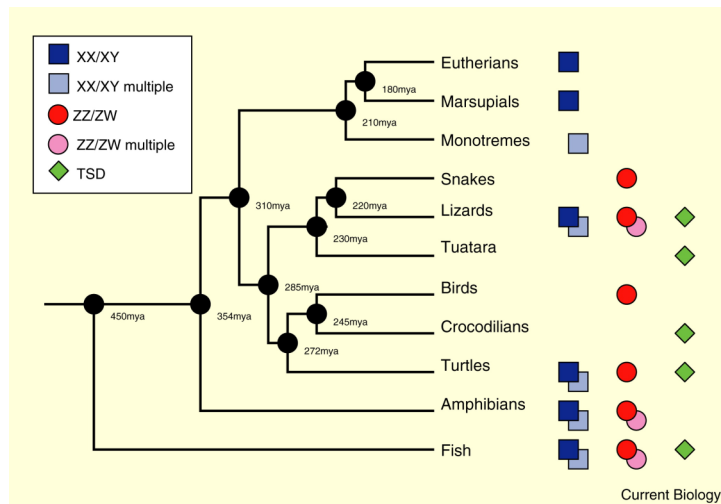 XX/XY
XX/XY multiple
ZZ/ZW
ZZ/ZW multiple
TSD
Eutherians
180mya
Marsupials
210mya
Monotremes
Snakes
310mya
220mya
Lizards
230mya
Tuatara
285mya
Birds
450mya
354mya
245mya
Crocodilians
272mya
Turtles
Amphibians
Fish
Current Biology